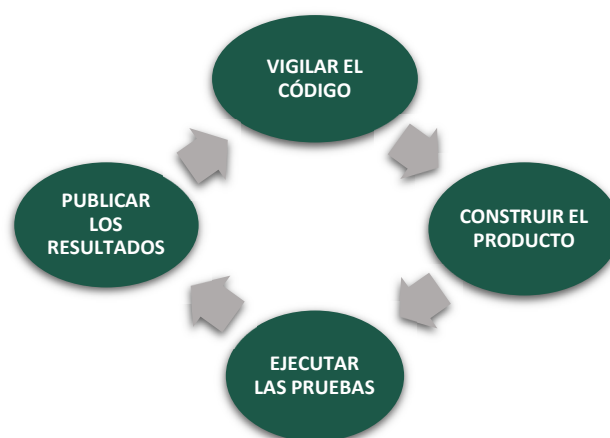 VIGILAR EL
CÓDIGO
CONSTRUIR EL
PRODUCTO
EJECUTAR
LAS PRUEBAS
PUBLICAR
LOS
RESULTADOS